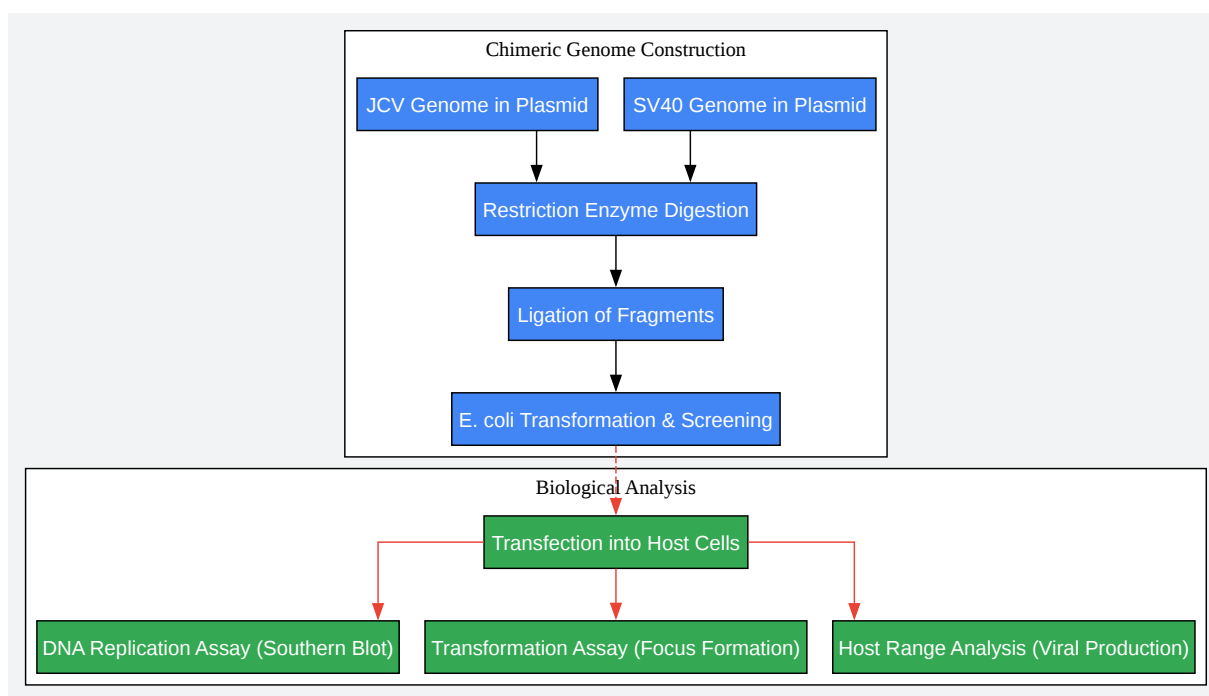 Chimeric Genome Construction
JCV Genome in Plasmid
SV40 Genome in Plasmid
Restriction Enzyme Digestion
Ligation of Fragments
E. coli Transformation & Screening
Biological Analysis
Transfection into Host Cells
DNA Replication Assay (Southern Blot)
Transformation Assay (Focus Formation)
Host Range Analysis (Viral Production)